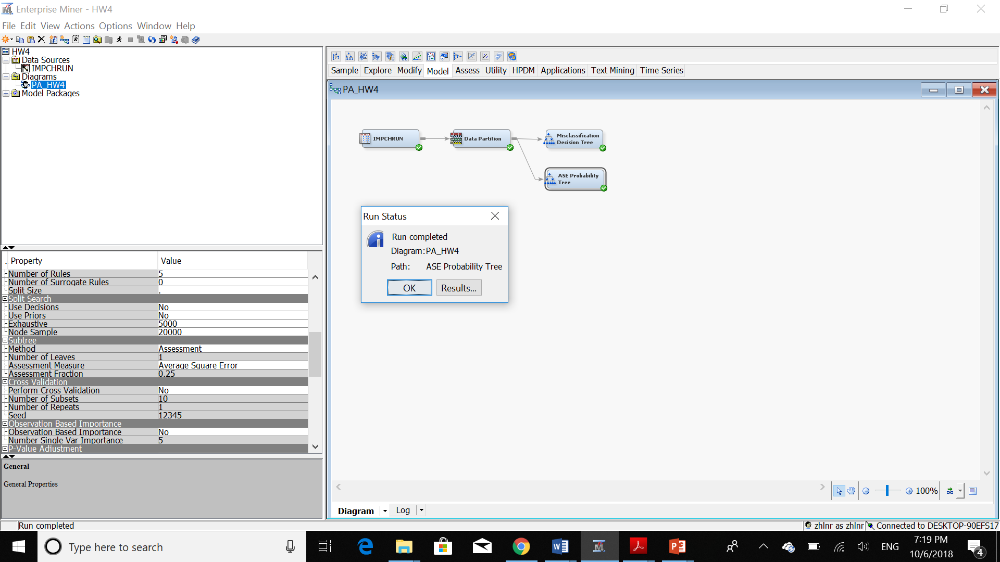 Enterprise Miner - HW4
File Edit View Actions Options Window Help
HW4
Data Sources
IMPCHRUN
Diagrams
PA_HW4
Model Packages
Sample Explore Modify Model Assess Utility HPDM Applications Text Mining Time Series
PA_HW4
IMPCHRUN
Data Partition
Misclassification
Decision Tree
ASE Probability
Tree
Run Status
Run completed
Diagram:PA_HW4
Path: ASE Probability Tree
OK Results...
. Property Value
Number of Rules 5
Number of Surrogate Rules 0
Split Size .
Split Search
Use Decisions No
Use Priors No
Exhaustive 5000
Node Sample 20000
Subtree
Method Assessment
Number of Leaves 1
Assessment Measure Average Square Error
Assessment Fraction 0.25
Cross Validation
Perform Cross Validation No
Number of Subsets 10
Number of Repeats 1
Seed 12345
Observation Based Importance
Observation Based Importance No
Number Single Var Importance 5
P-Value Adjustment
General
General Properties
100%
Diagram Log
Run completed
zhlnr as zhlnr Connected to DESKTOP-90EFS17
Type here to search
ENG
7:19 PM
10/6/2018
4